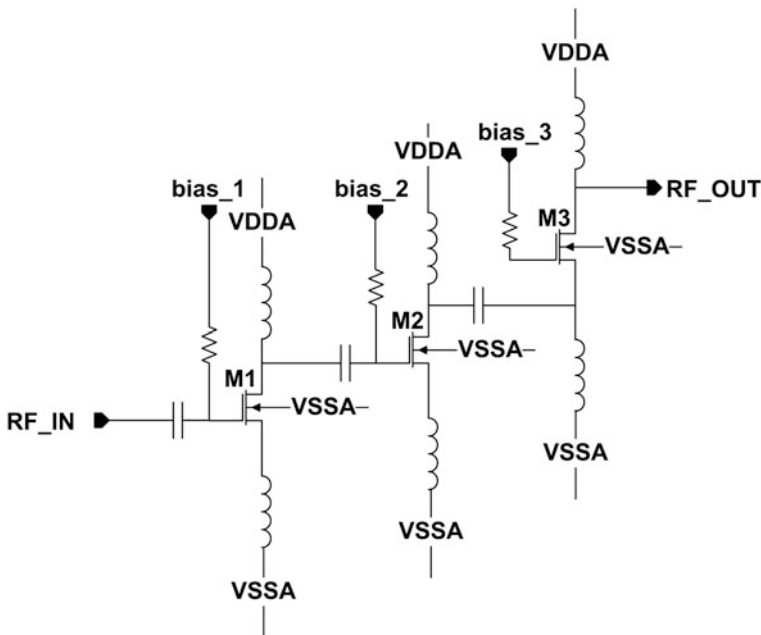 VDDA
bias_3
VDDA
bias_1
bias_2
RF_OUT
VDDA
M3
VSSA
M2
VSSA
M1
VSSA
RF_IN
VSSA
VSSA
VSSA